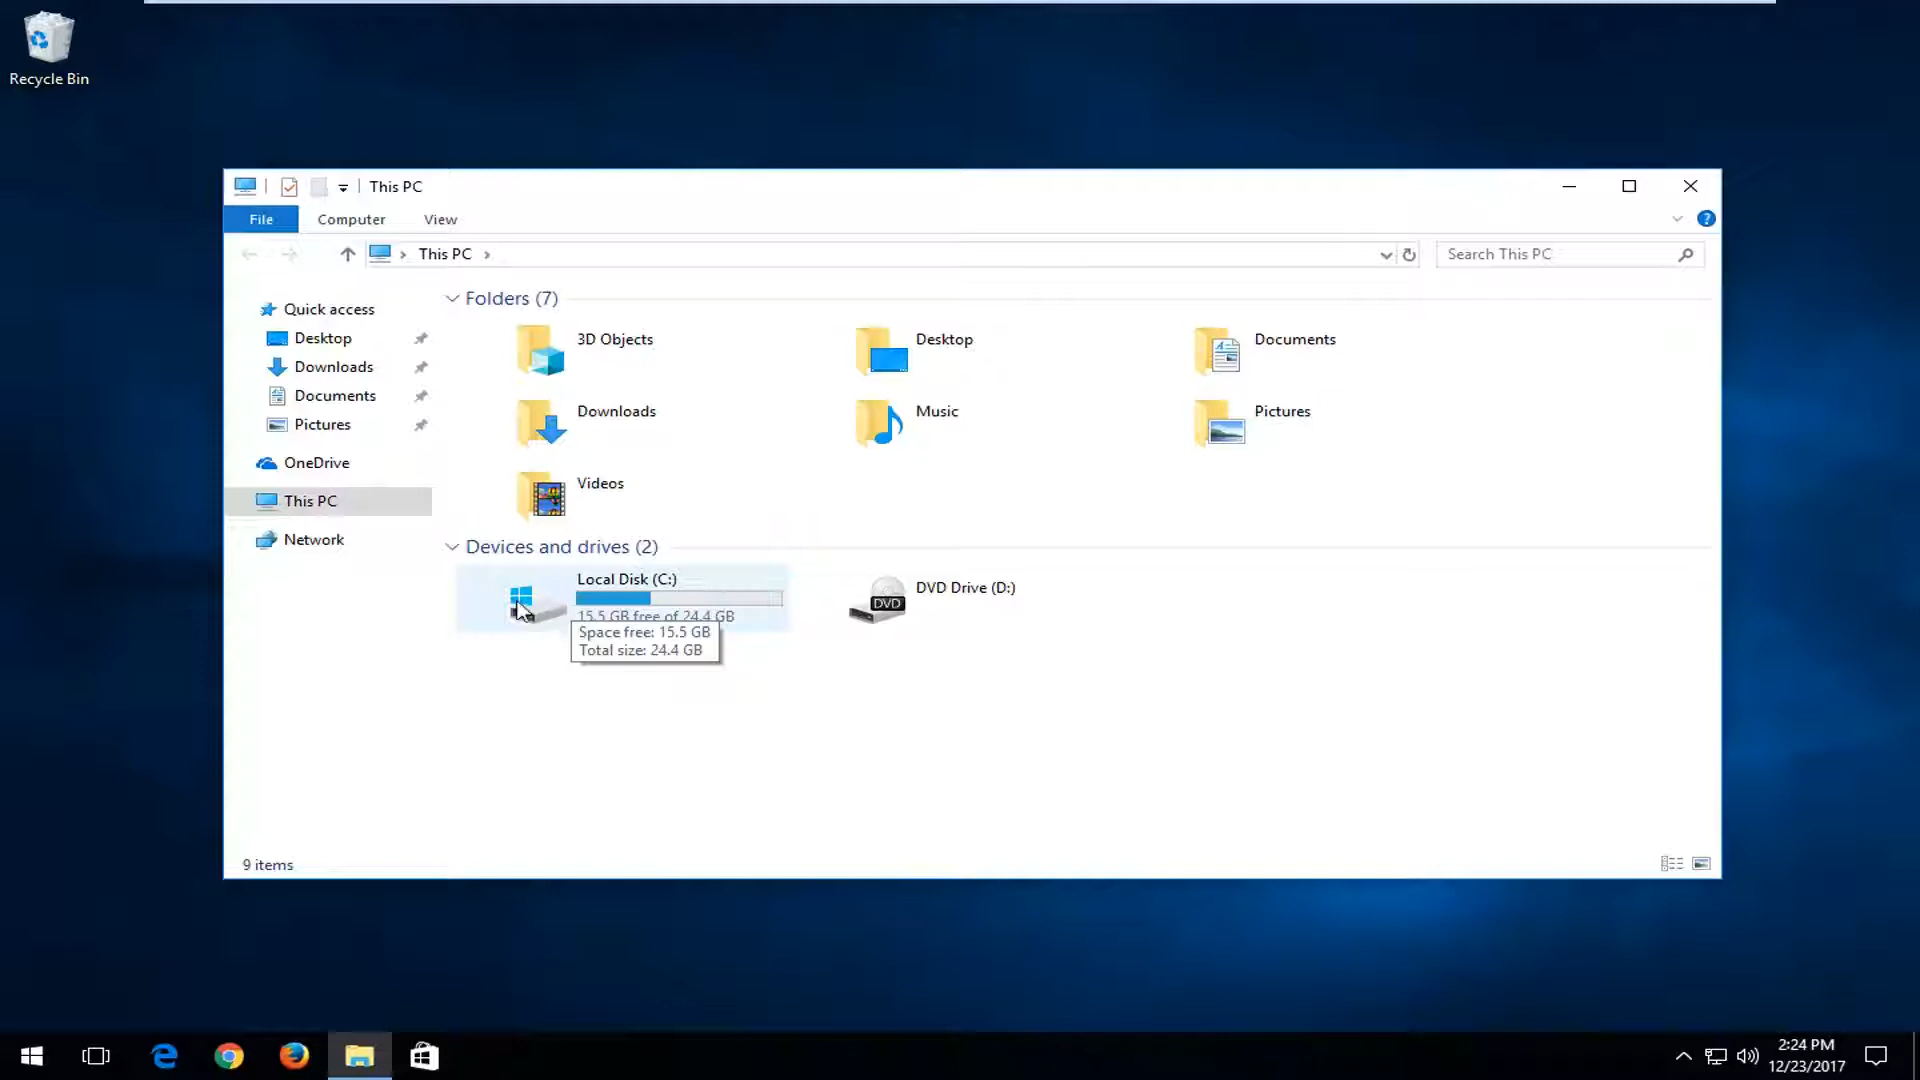 Recycle Bin
This PC
File
Computer
View
This PC
Search This PC
Quick access
Desktop
Downloads
Documents
Pictures
OneDrive
This PC
Network
Folders (7)
3D Objects
Desktop
Documents
Downloads
Music
Pictures
Videos
Devices and drives (2)
Local Disk (C:)
15.5 GB free of 24.4 GB
Space free: 15.5 GB
Total size: 24.4 GB
DVD
DVD Drive (D:)
9 items
2:24 PM
12/23/2017